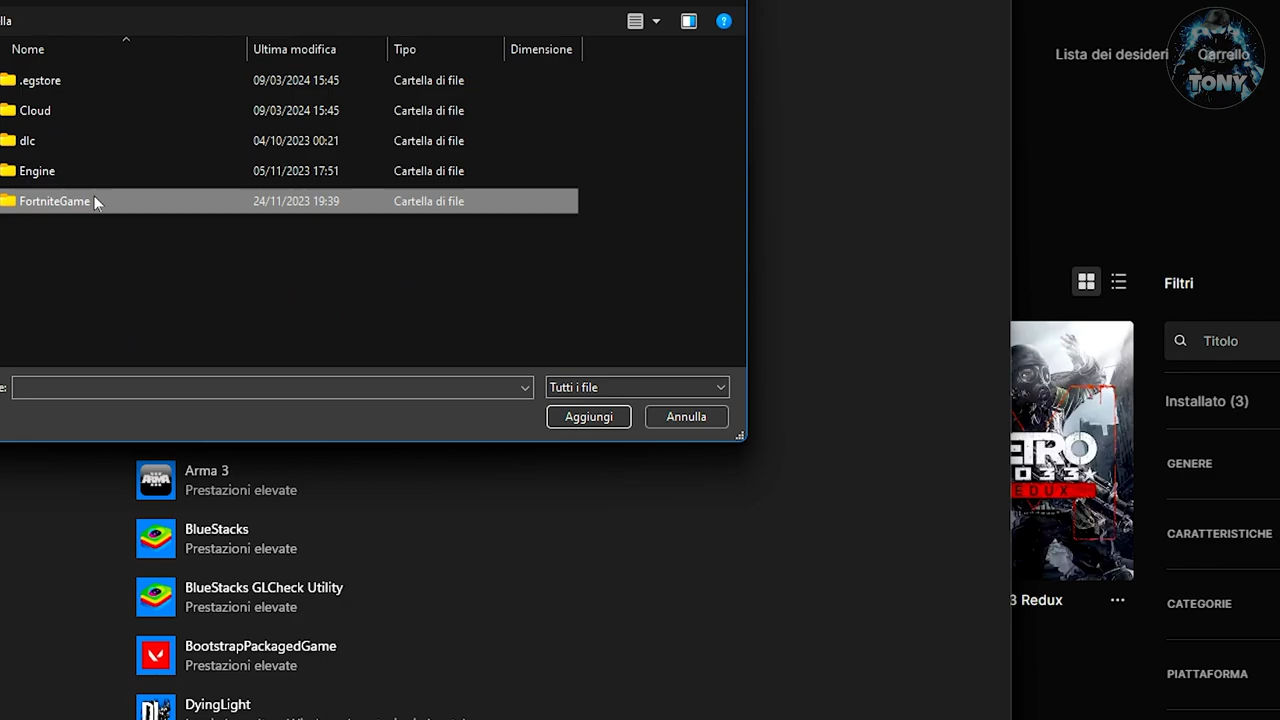 lla
Nome Ultima modifica Tipo Dimensione
.egstore 09/03/2024 15:45 Cartella di file
Cloud 09/03/2024 15:45 Cartella di file
dlc 04/10/2023 00:21 Cartella di file
Engine 05/11/2023 17:51 Cartella di file
FortniteGame 24/11/2023 19:39 Cartella di file
e: Tutti i file
Aggiungi Annulla
Arma 3
Prestazioni elevate
BlueStacks
Prestazioni elevate
BlueStacks GLCheck Utility
Prestazioni elevate
BootstrapPackagedGame
Prestazioni elevate
DyingLight
Lista dei desideri Carrello
TONY
Filtri
Titolo
Installato (3)
GENERE
CARATTERISTICHE
CATEGORIE
PIATTAFORMA
ETRO
033
REDUX
3 Redux